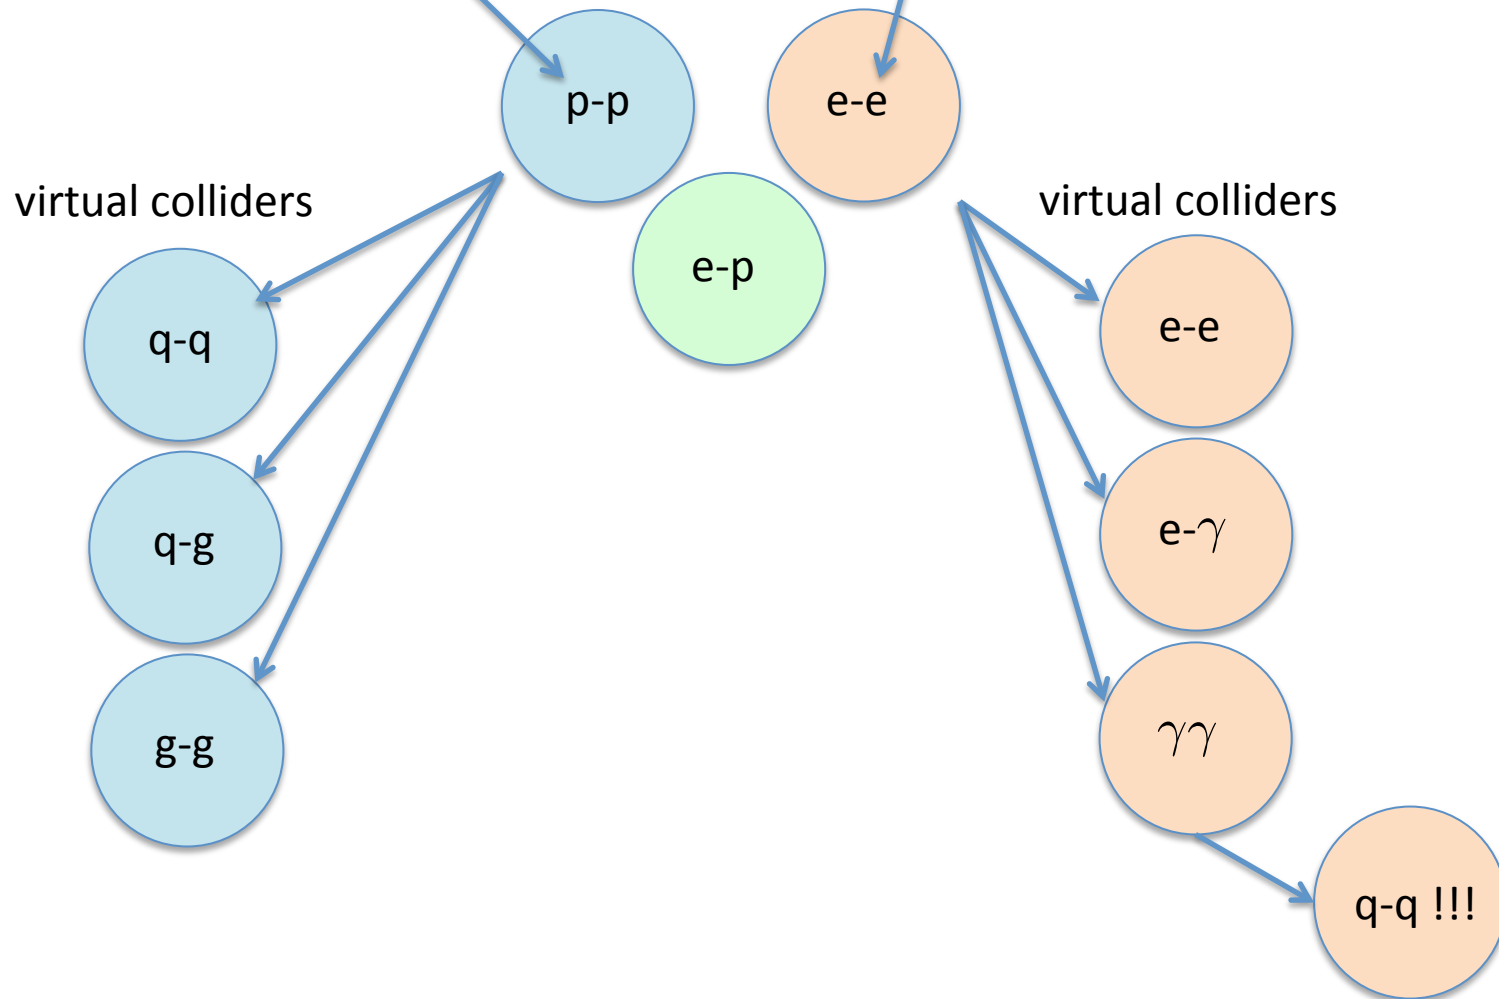 p-p
e-e
virtual colliders
virtual colliders
e-p
q-q
e-e
q-g
e-γ
g-g
γγ
q-q !!!